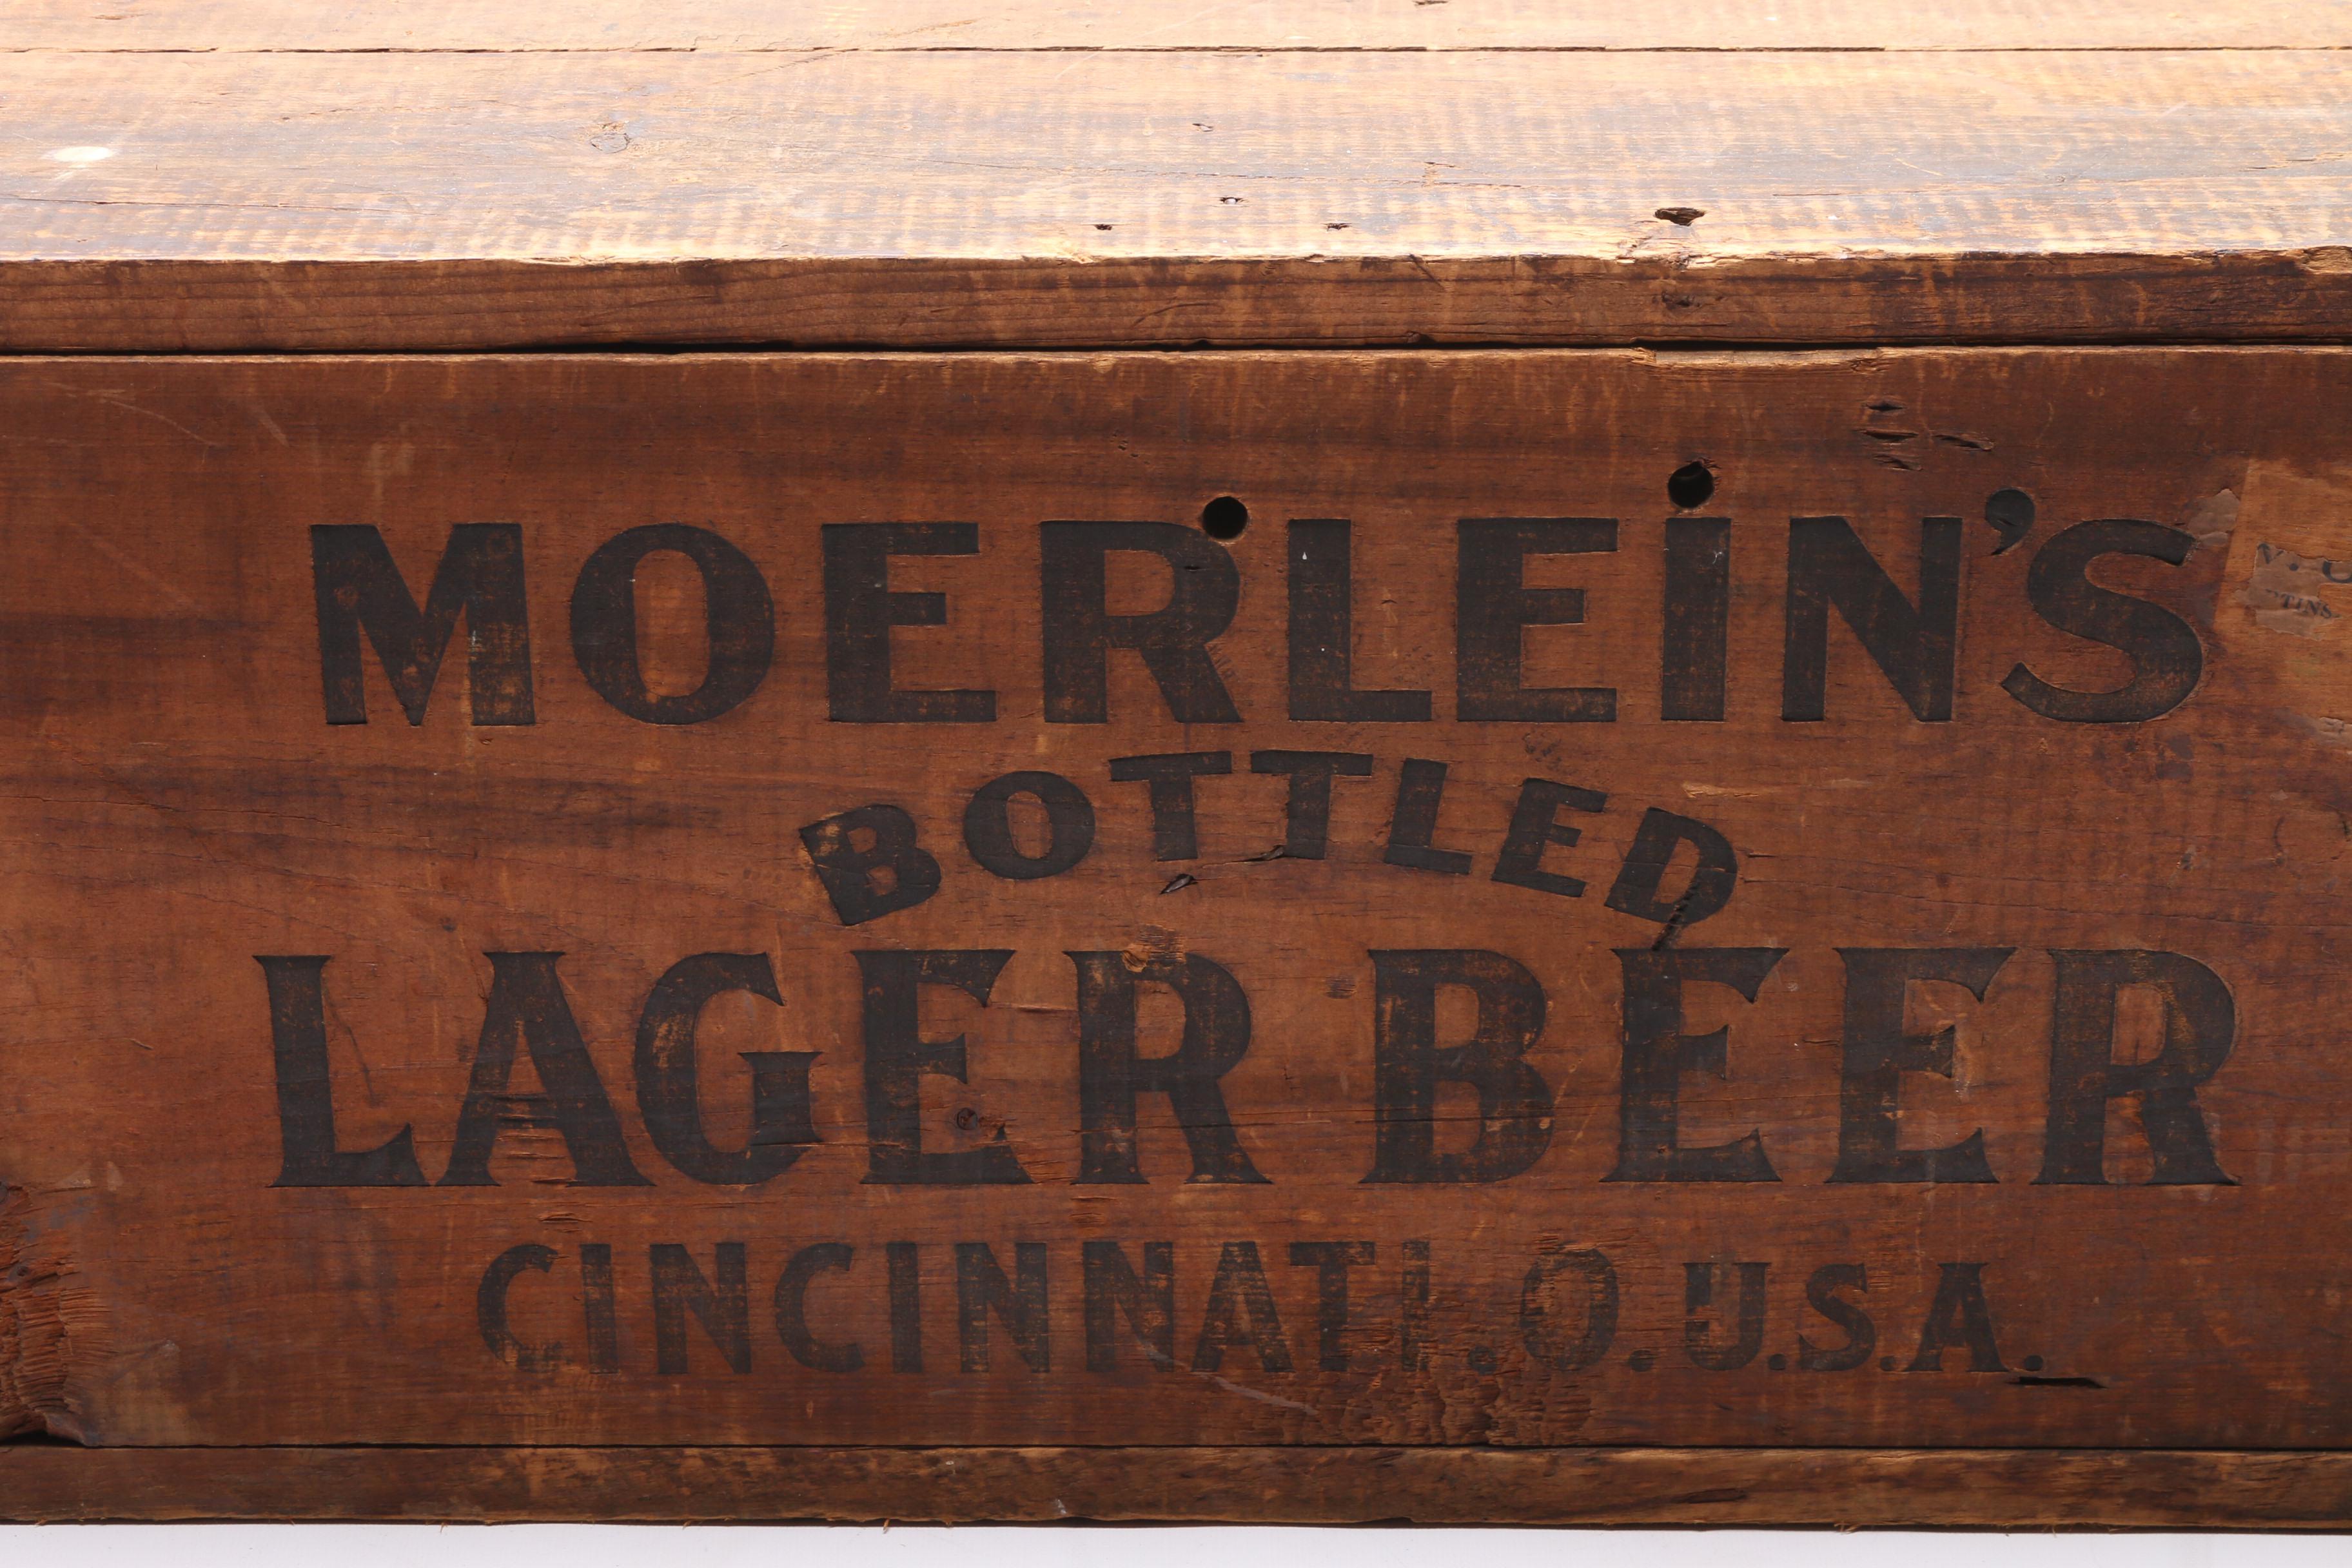 MOERLEIN'S
BOTTLED
LAGER BEER
CINCINNATI.O.U.S.A.